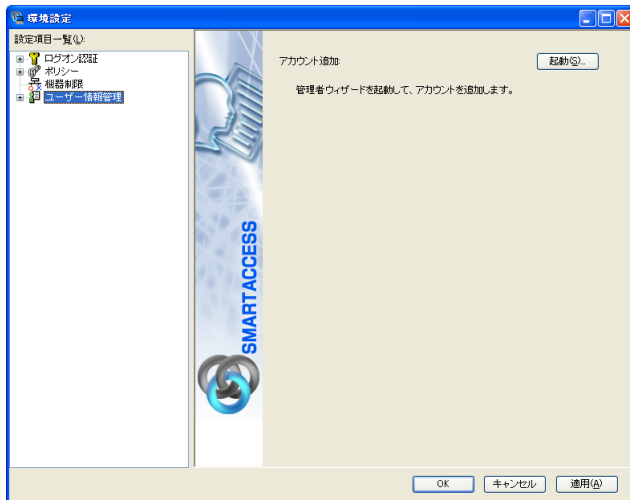 環境設定
設定項目一覧(L):
ログオン認証
ポリシー
機器制限
ユーザー情報管理
SMARTACCESS
アカウント追加:
起動(S)...
管理者ウィザードを起動して、アカウントを追加します。
OK
キャンセル
適用(A)